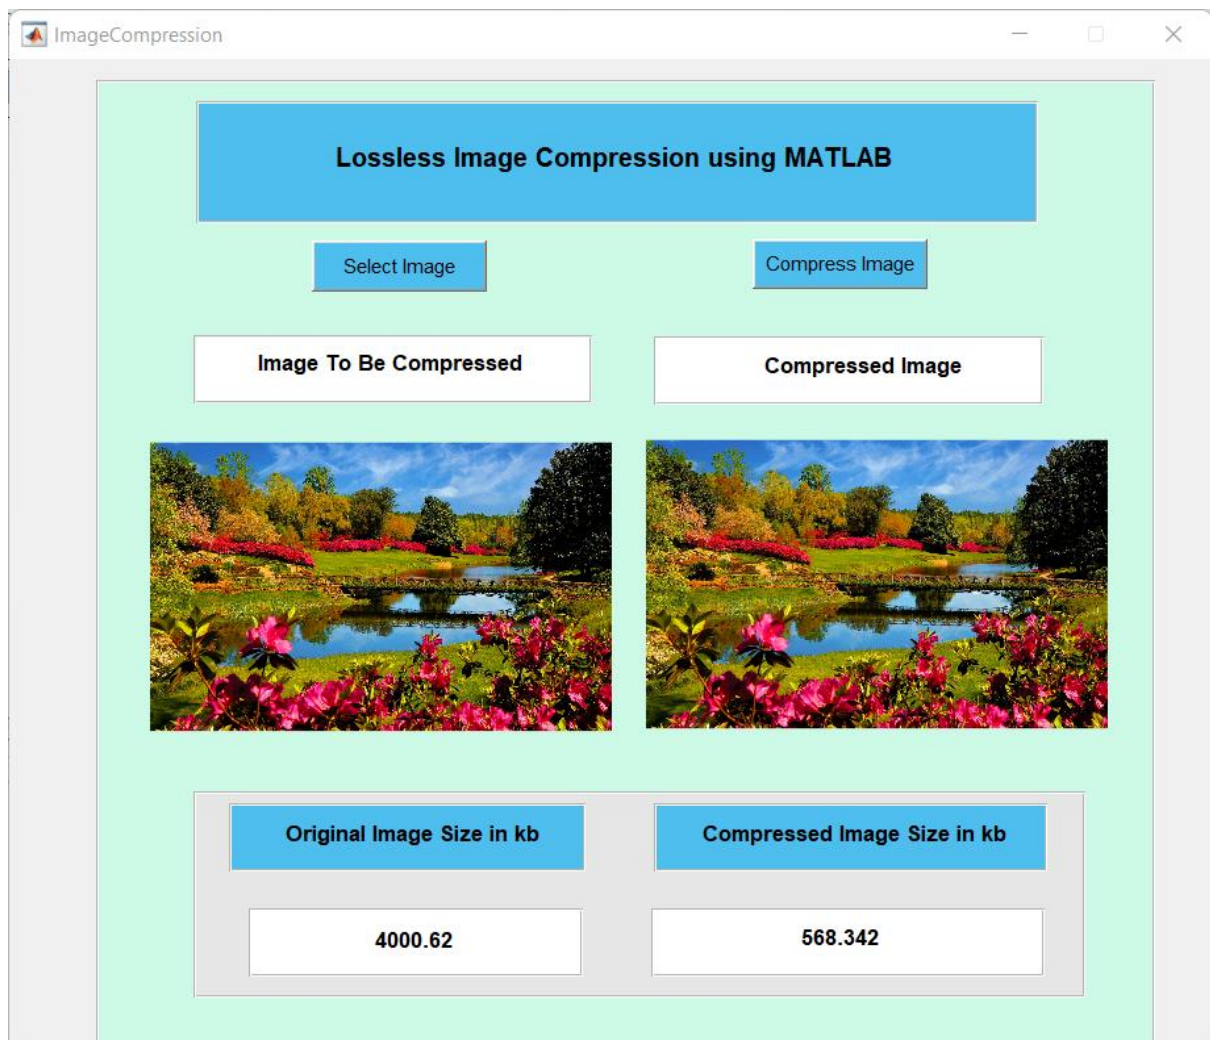 ImageCompression
Lossless Image Compression using MATLAB
Select Image
Compress Image
Image To Be Compressed
Compressed Image
Original Image Size in kb
Compressed Image Size in kb
4000.62
568.342